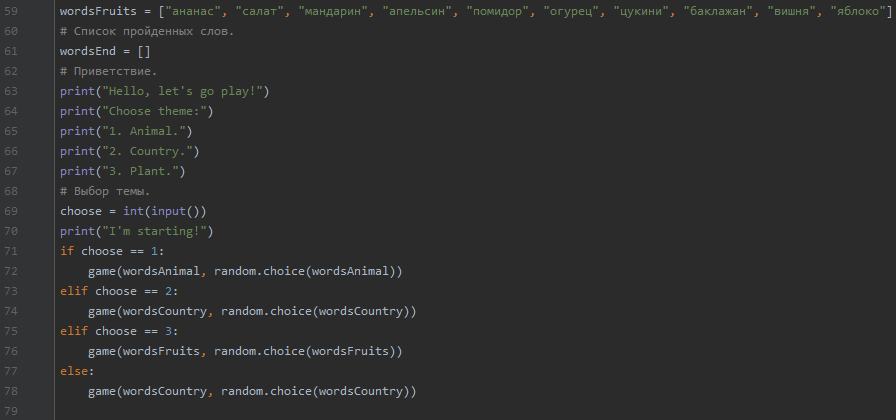 59 wordsFruits = ["ананас", "салат", "мандарин", "апельсин", "помидор", "огурец", "цукини", "баклажан", "вишня", "яблоко"]
60 # Список пройденных слов.
61 wordsEnd = []
62 # Приветствие.
63 print("Hello, let's go play!")
64 print("Choose theme:")
65 print("1. Animal.")
66 print("2. Country.")
67 print("3. Plant.")
68 # Выбор темы.
69 choose = int(input())
70 print("I'm starting!")
71 if choose == 1:
72     game(wordsAnimal, random.choice(wordsAnimal))
73 elif choose == 2:
74     game(wordsCountry, random.choice(wordsCountry))
75 elif choose == 3:
76     game(wordsFruits, random.choice(wordsFruits))
77 else:
78     game(wordsCountry, random.choice(wordsCountry))
79